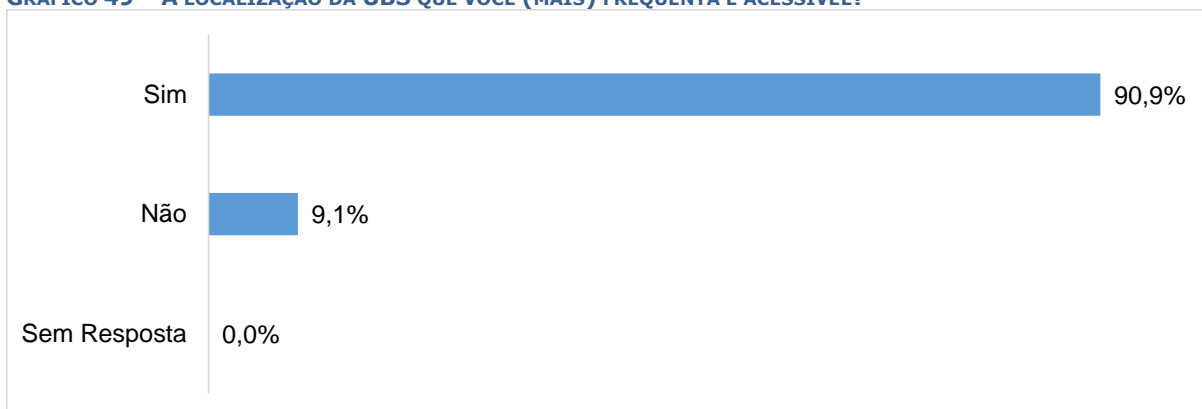 GRÁFICO 49 – A LOCALIZAÇÃO DA UBS QUE VOCÊ (MAIS) FREQUENTA É ACESSÍVEL?
Sim 90,9%
Não 9,1%
Sem Resposta 0,0%